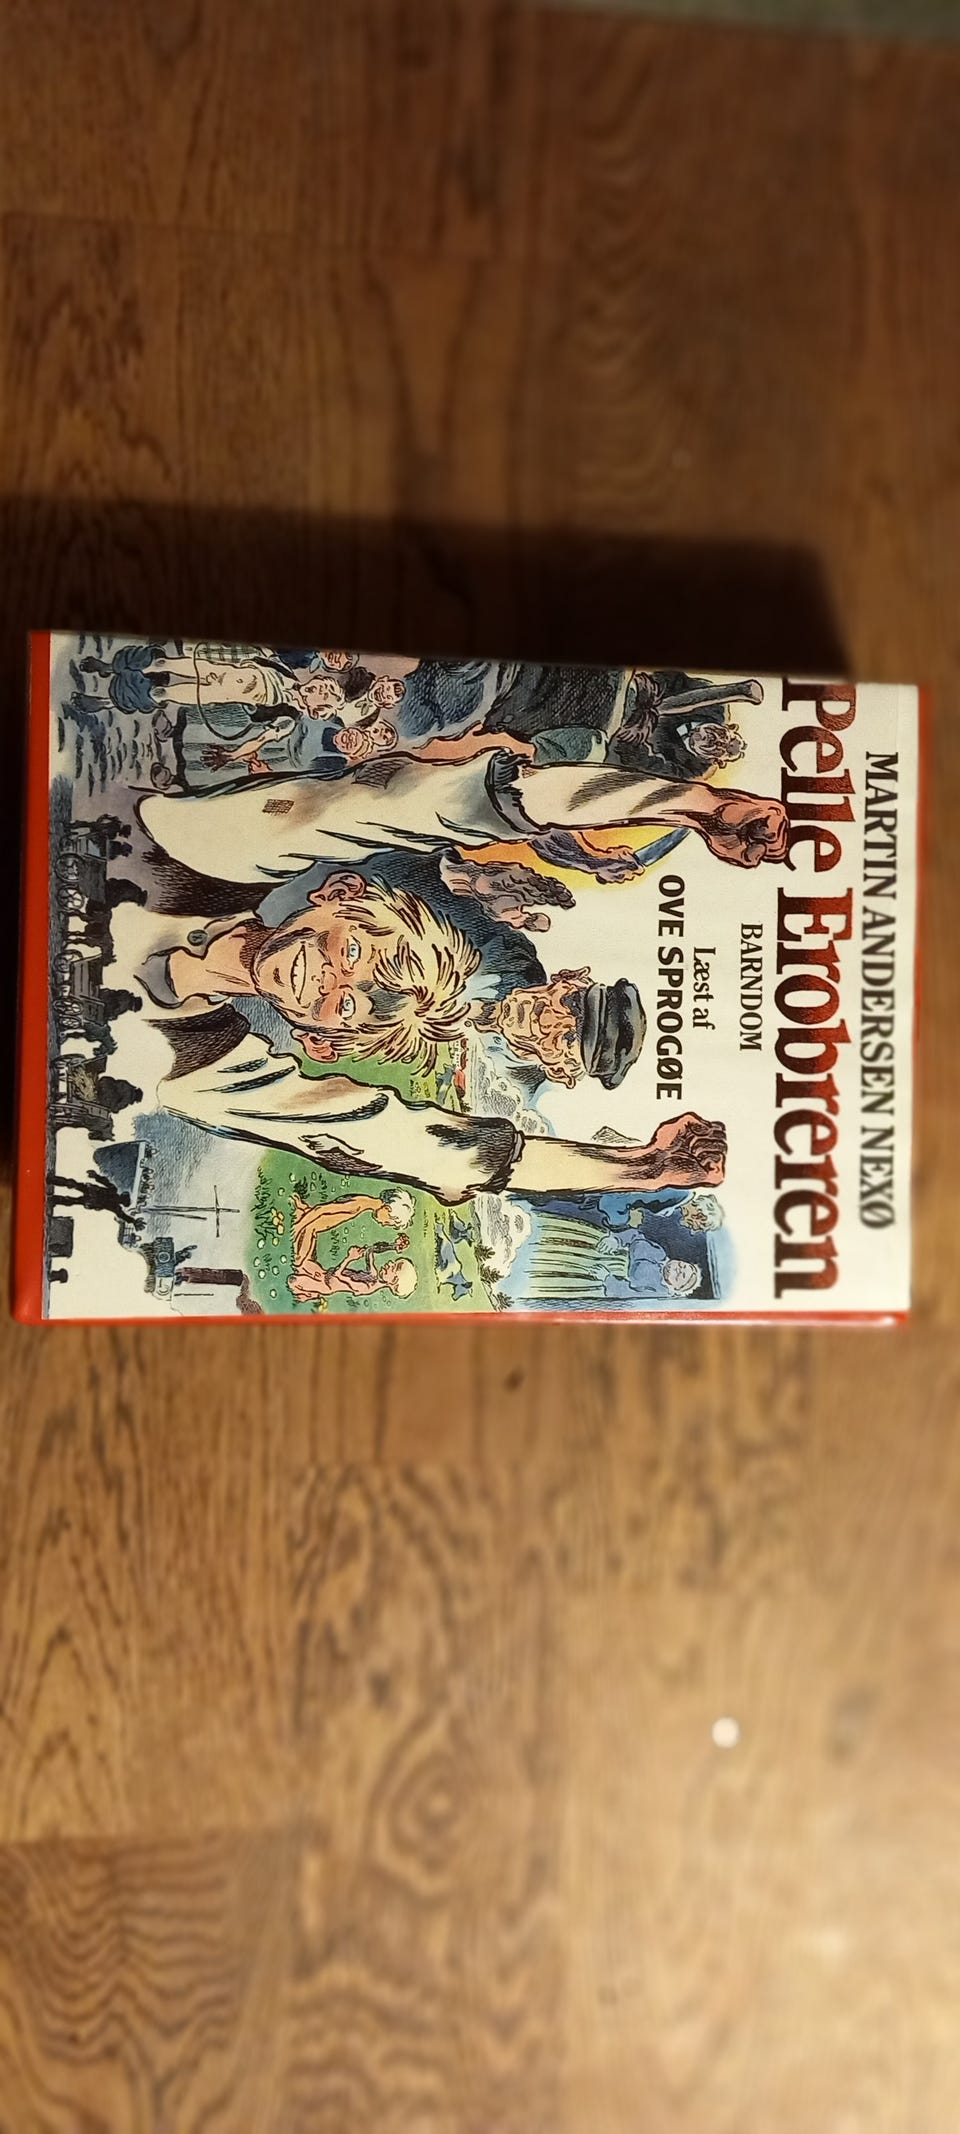 MARTIN ANDERSEN NEXØ
Pelle Erobreren
BARNDOM
Læst af
OVE SPROGØE